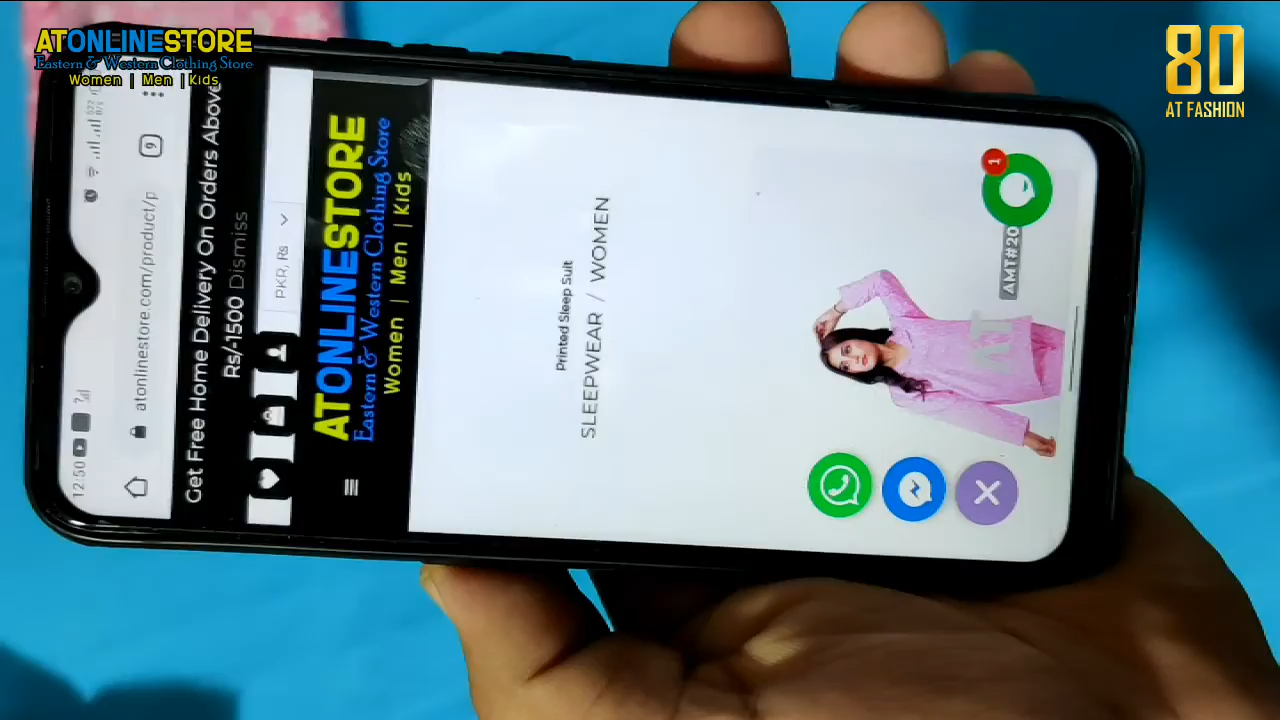 ATONLINESTORE
Eastern & Western Clothing Store
Women | Men | Kids
80
AT FASHION
12:50
9
atonlinestore.com/product/p
Get Free Home Delivery On Orders Above
Rs/-1500 Dismiss
PKR, Rs
ATONLINESTORE
Eastern & Western Clothing Store
Women | Men | Kids
Printed Sleep Suit
SLEEPWEAR / WOMEN
1
AMT#20
AT